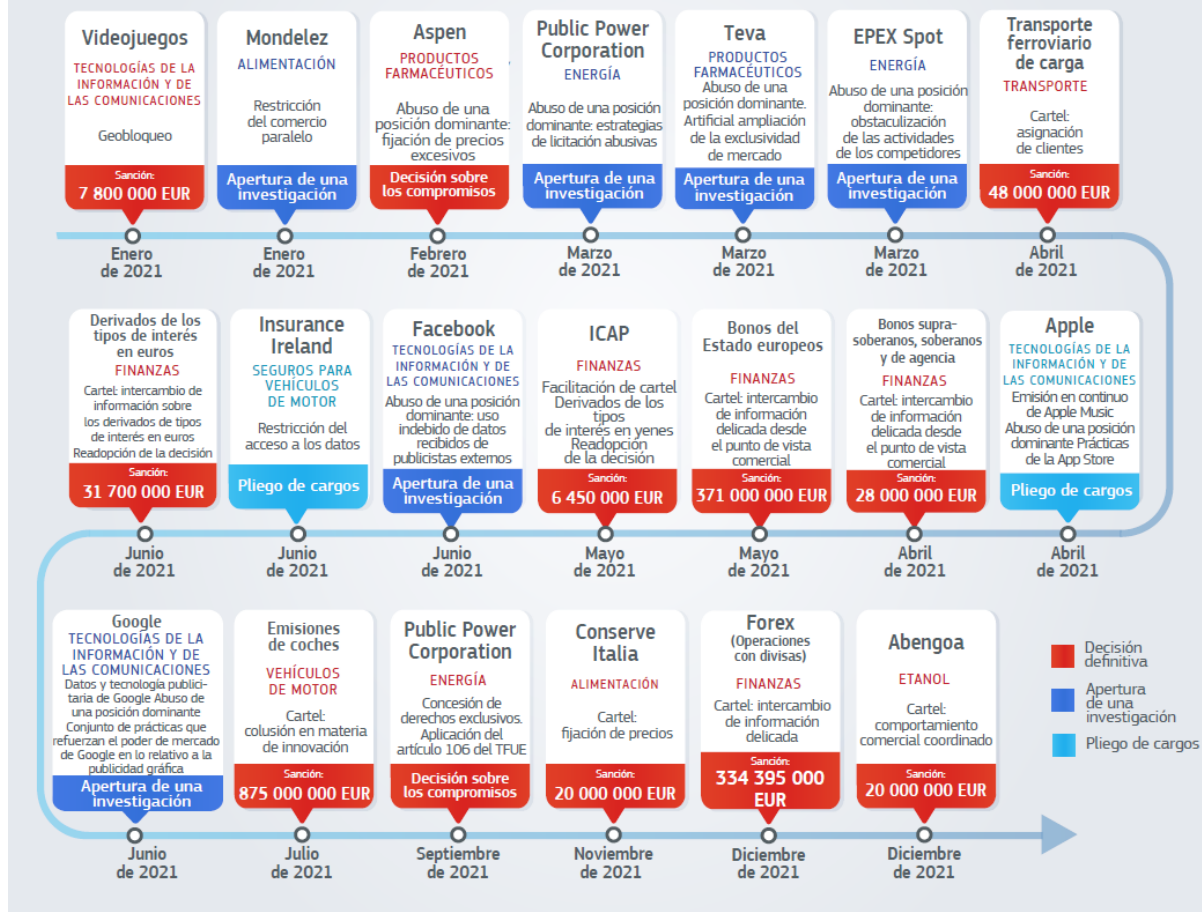 Videojuegos
TECNOLOGÍAS DE LA
INFORMACIÓN Y DE
LAS COMUNICACIONES
Geobloqueo
Sanción:
7 800 000 EUR
Enero
de 2021
Mondelez
ALIMENTACIÓN
Restricción
del comercio
paralelo
Apertura de una
investigación
Enero
de 2021
Aspen
PRODUCTOS
FARMACÉUTICOS
Abuso de una
posición dominante:
fijación de precios
excesivos
Decisión sobre
los compromisos
Febrero
de 2021
Public Power
Corporation
ENERGÍA
Abuso de una posición
dominante: estrategias
de licitación abusivas
Apertura de una
investigación
Marzo
de 2021
Teva
PRODUCTOS
FARMACÉUTICOS
Abuso de una
posición dominante.
Artificial ampliación
de la exclusividad
de mercado
Apertura de una
investigación
Marzo
de 2021
EPEX Spot
ENERGÍA
Abuso de una posición
dominante:
obstaculización
de las actividades
de los competidores
Apertura de una
investigación
Marzo
de 2021
Transporte
ferroviario
de carga
TRANSPORTE
Cartel:
asignación
de clientes
Sanción:
48 000 000 EUR
Abril
de 2021
Derivados de los
tipos de interés
en euros
FINANZAS
Cartel: intercambio de
información sobre
los derivados de tipos
de interés en euros
Readopción de la decisión
Sanción:
31 700 000 EUR
Junio
de 2021
Insurance
Ireland
SEGUROS PARA
VEHÍCULOS
DE MOTOR
Restricción del
acceso a los datos
Pliego de cargos
Junio
de 2021
Facebook
TECNOLOGÍAS DE LA
INFORMACIÓN Y DE
LAS COMUNICACIONES
Abuso de una posición
dominante: uso
indebido de datos
recibidos de
publicistas externos
Apertura de una
investigación
Junio
de 2021
ICAP
FINANZAS
Facilitación de cartel
Derivados de los
tipos
de interés en yenes
Readopción
de la decisión
Sanción:
6 450 000 EUR
Mayo
de 2021
Bonos del
Estado europeos
FINANZAS
Cartel: intercambio
de información
delicada desde
el punto de vista
comercial
Sanción:
371 000 000 EUR
Mayo
de 2021
Bonos supra-
soberanos, soberanos
y de agencia
FINANZAS
Cartel: intercambio
de información
delicada desde
el punto de vista
comercial
Sanción:
28 000 000 EUR
Abril
de 2021
Apple
TECNOLOGÍAS DE LA
INFORMACIÓN Y DE
LAS COMUNICACIONES
Emisión en continuo
de Apple Music
Abuso de una posición
dominante Prácticas
de la App Store
Pliego de cargos
Abril
de 2021
Google
TECNOLOGÍAS DE LA
INFORMACIÓN Y DE
LAS COMUNICACIONES
Datos y tecnología publici-
taria de Google Abuso de
una posición dominante
Conjunto de prácticas que
refuerzan el poder de mercado
de Google en lo relativo a la
publicidad gráfica
Apertura de una
investigación
Junio
de 2021
Emisiones
de coches
VEHÍCULOS
DE MOTOR
Cartel:
colusión en materia
de innovación
Sanción:
875 000 000 EUR
Julio
de 2021
Public Power
Corporation
ENERGÍA
Concesión de
derechos exclusivos.
Aplicación del
artículo 106 del TFUE
Decisión sobre
los compromisos
Septiembre
de 2021
Conserve
Italia
ALIMENTACIÓN
Cartel:
fijación de precios
Sanción:
20 000 000 EUR
Noviembre
de 2021
Forex
(Operaciones
con divisas)
FINANZAS
Cartel: intercambio
de información
delicada
Sanción:
334 395 000
EUR
Diciembre
de 2021
Abengoa
ETANOL
Cartel:
comportamiento
comercial coordinado
Sanción:
20 000 000 EUR
Diciembre
de 2021
Decisión
definitiva
Apertura
de una
investigación
Pliego de cargos